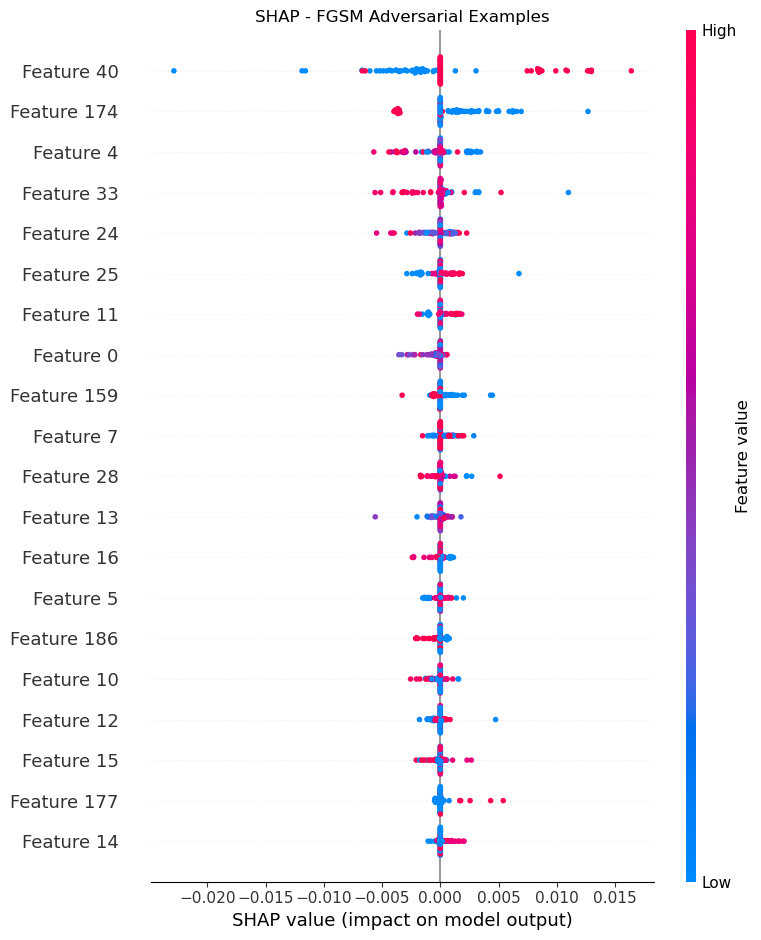 SHAP - FGSM Adversarial Examples
High
Feature 40
Feature 174
Feature 4
Feature 33
Feature 24
Feature 25
Feature 11
Feature 0
Feature 159
Feature 7
Feature 28
Feature 13
Feature 16
Feature 5
Feature 186
Feature 10
Feature 12
Feature 15
Feature 177
Feature 14
Feature value
Low
−0.020 −0.015 −0.010 −0.005 0.000 0.005 0.010 0.015
SHAP value (impact on model output)